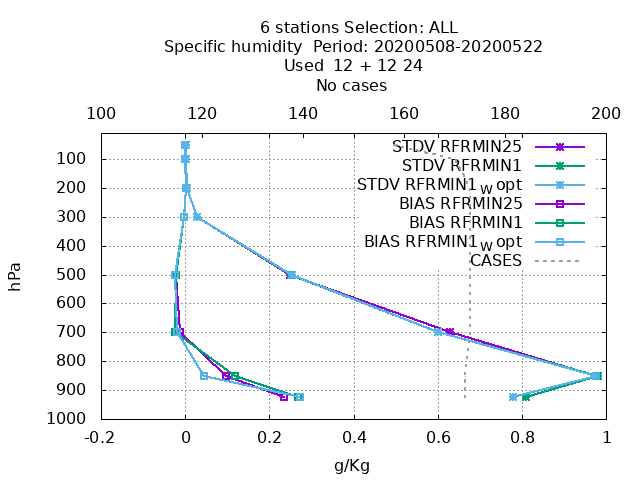 6 stations Selection: ALL
Specific humidity  Period: 20200508-20200522
Used  12 + 12 24
No cases
100 120 140 160 180 200
STDV RFRMIN25
STDV RFRMIN1
STDV RFRMIN1w opt
BIAS RFRMIN25
BIAS RFRMIN1
BIAS RFRMIN1w opt
CASES
hPa
100
200
300
400
500
600
700
800
900
1000
-0.2 0 0.2 0.4 0.6 0.8 1
g/Kg